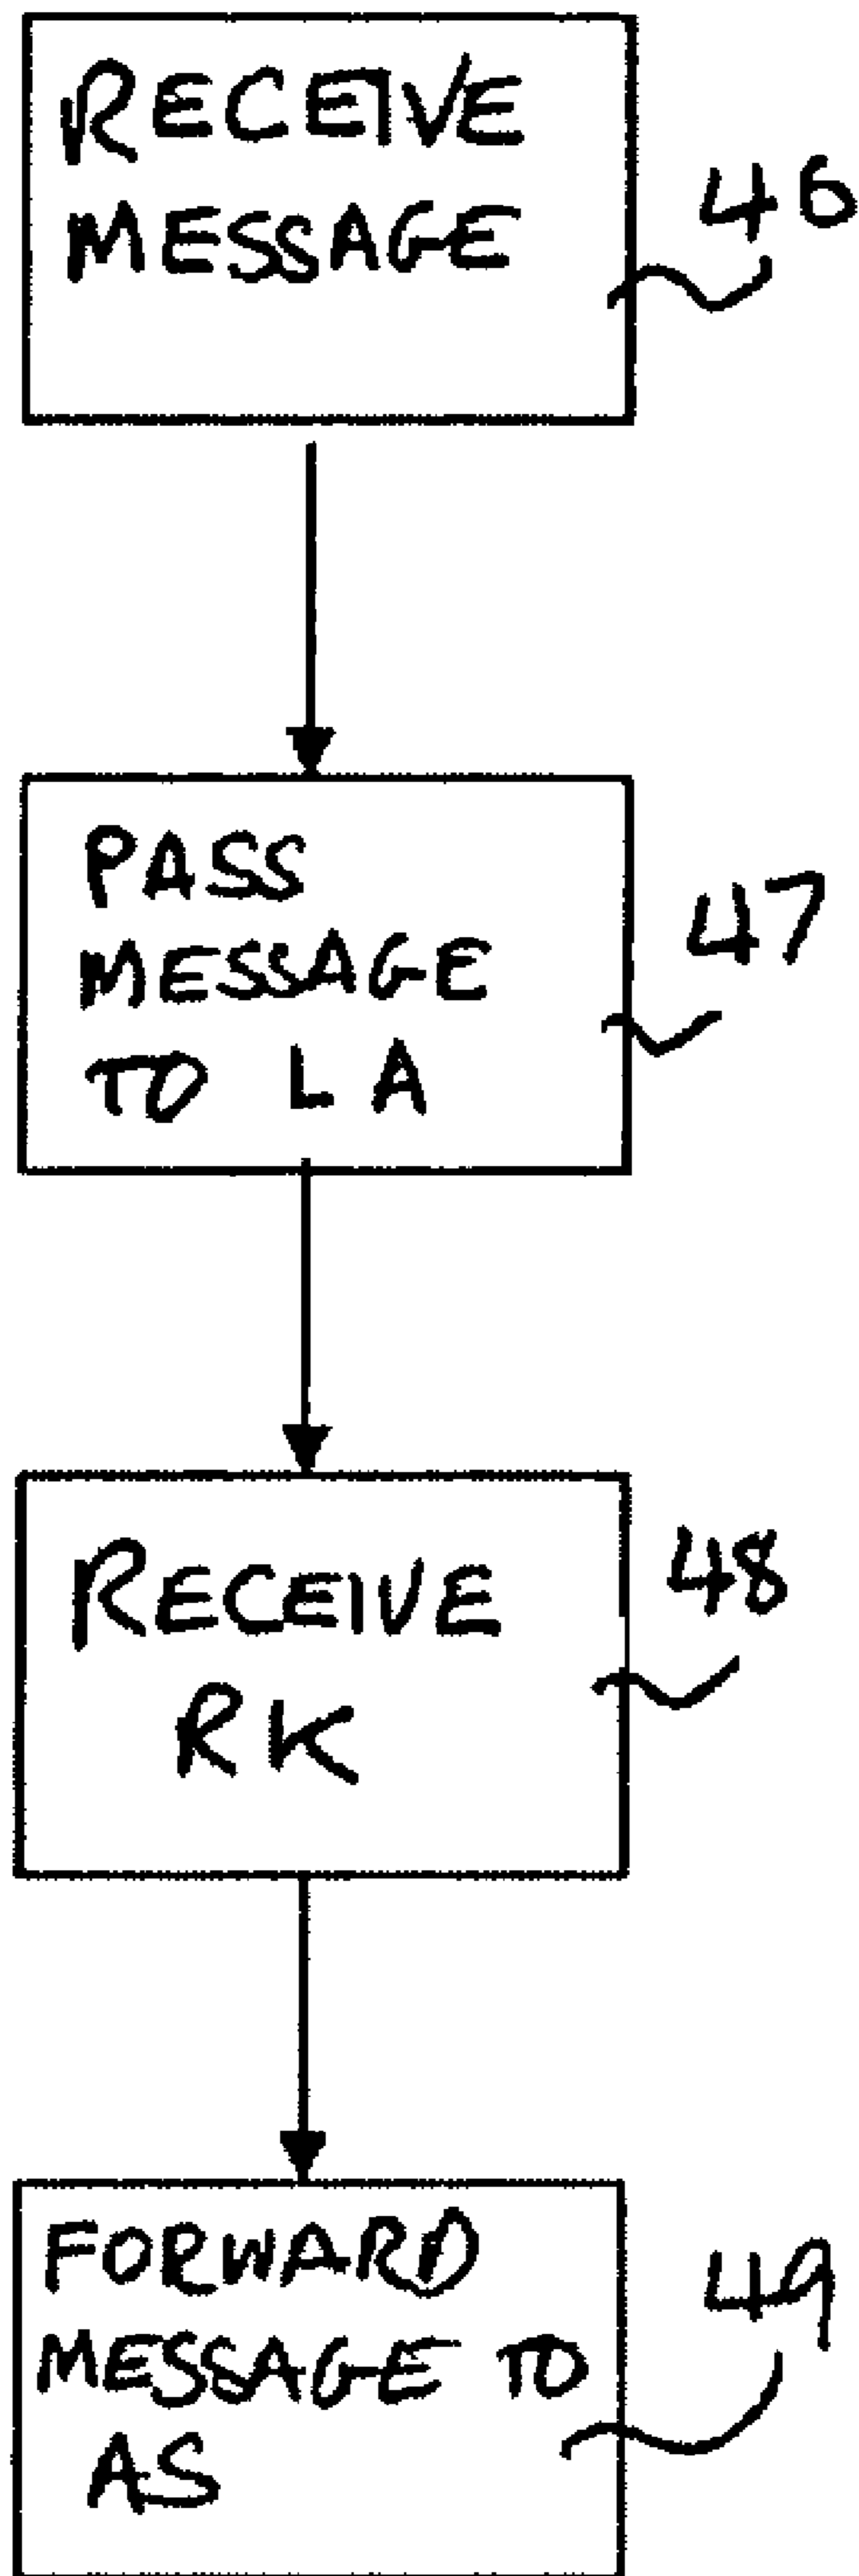 RECEIVE
MESSAGE
46
PASS
MESSAGE
TO LA
47
RECEIVE
RK
48
FORWARD
MESSAGE TO
AS
49